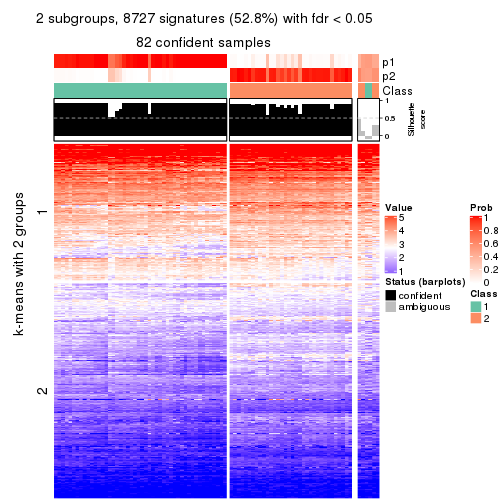 2 subgroups, 8727 signatures (52.8%) with fdr < 0.05
82 confident samples
p1
p2
Class
1
0.5
0
Silhouette
score
k-means with 2 groups
1
2
Value
5
4
3
2
1
Prob
1
0.8
0.6
0.4
0.2
0
Status (barplots)
confident
ambiguous
Class
1
2